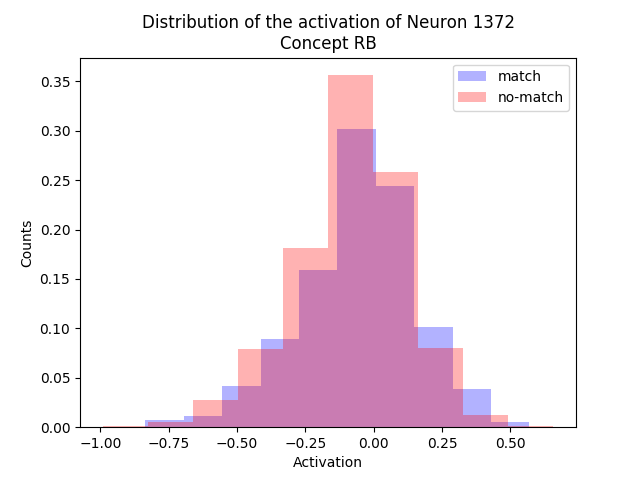 Distribution of the activation of Neuron 1372
Concept RB
match
no-match
0.35
0.30
0.25
0.20
0.15
0.10
0.05
0.00
Counts
−1.00 −0.75 −0.50 −0.25 0.00 0.25 0.50
Activation